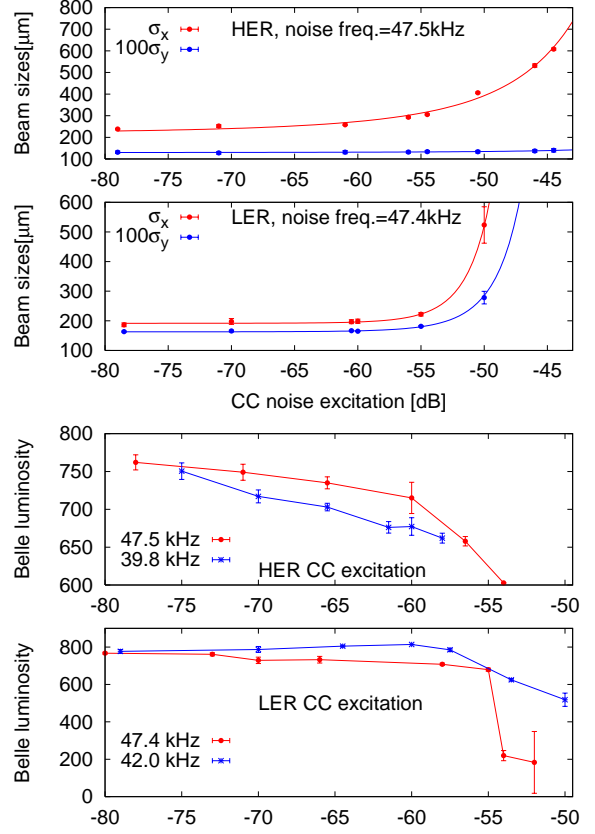 800
700
600
500
400
300
200
100
Beam sizes[μm]
σx
100σy
HER, noise freq.=47.5kHz
-80 -75 -70 -65 -60 -55 -50 -45
600
500
400
300
200
100
Beam sizes[μm]
σx
100σy
LER, noise freq.=47.4kHz
-80 -75 -70 -65 -60 -55 -50 -45
CC noise excitation [dB]
800
750
700
650
600
Belle luminosity
47.5 kHz
39.8 kHz
HER CC excitation
-80 -75 -70 -65 -60 -55 -50
1000
800
600
400
200
0
Belle luminosity
LER CC excitation
47.4 kHz
42.0 kHz
-80 -75 -70 -65 -60 -55 -50